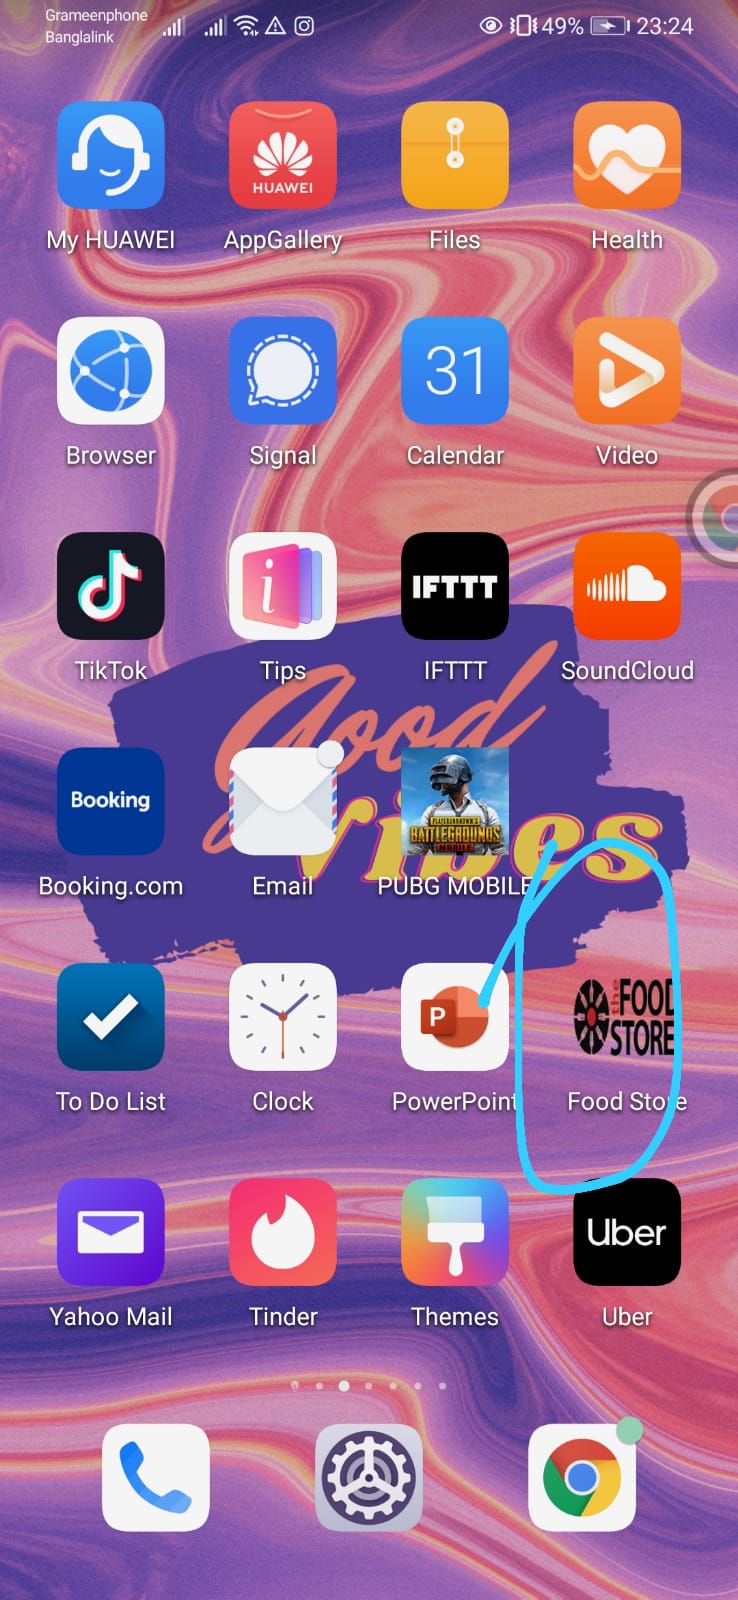 Grameenphone
Banglalink
49% 23:24
HUAWEI
My HUAWEI AppGallery Files Health
31
Browser Signal Calendar Video
i IFTTT
TikTok Tips IFTTT SoundCloud
Good
Vibes
Booking
PLAYERUNKNOWN'S
BATTLEGROUNDS
MOBILE
Booking.com Email PUBG MOBILE
P
the
FOOD
STORE
To Do List Clock PowerPoint Food Store
Uber
Yahoo Mail Tinder Themes Uber